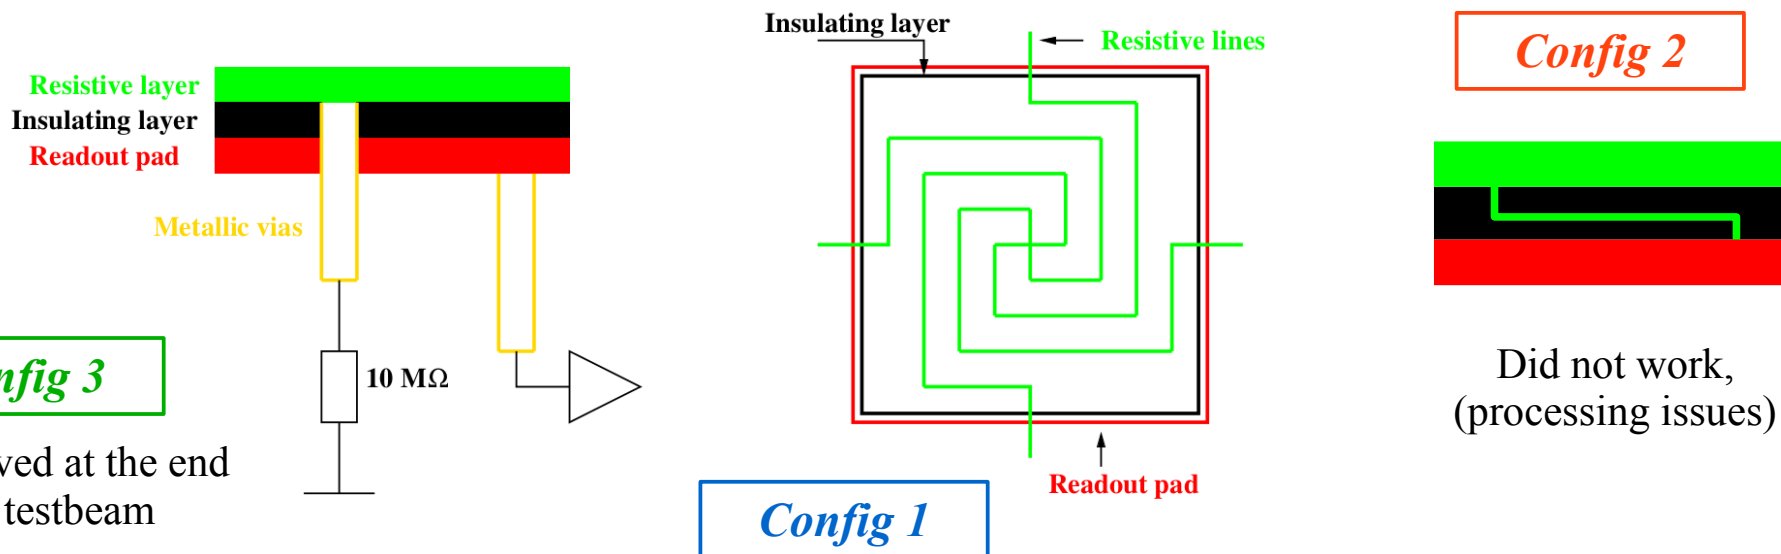 Resistive layer
Insulating layer
Readout pad
Metallic vias
10 MΩ
nfig 3
ved at the end
testbeam
Insulating layer
Resistive lines
Readout pad
Config 1
Config 2
Did not work,
(processing issues)